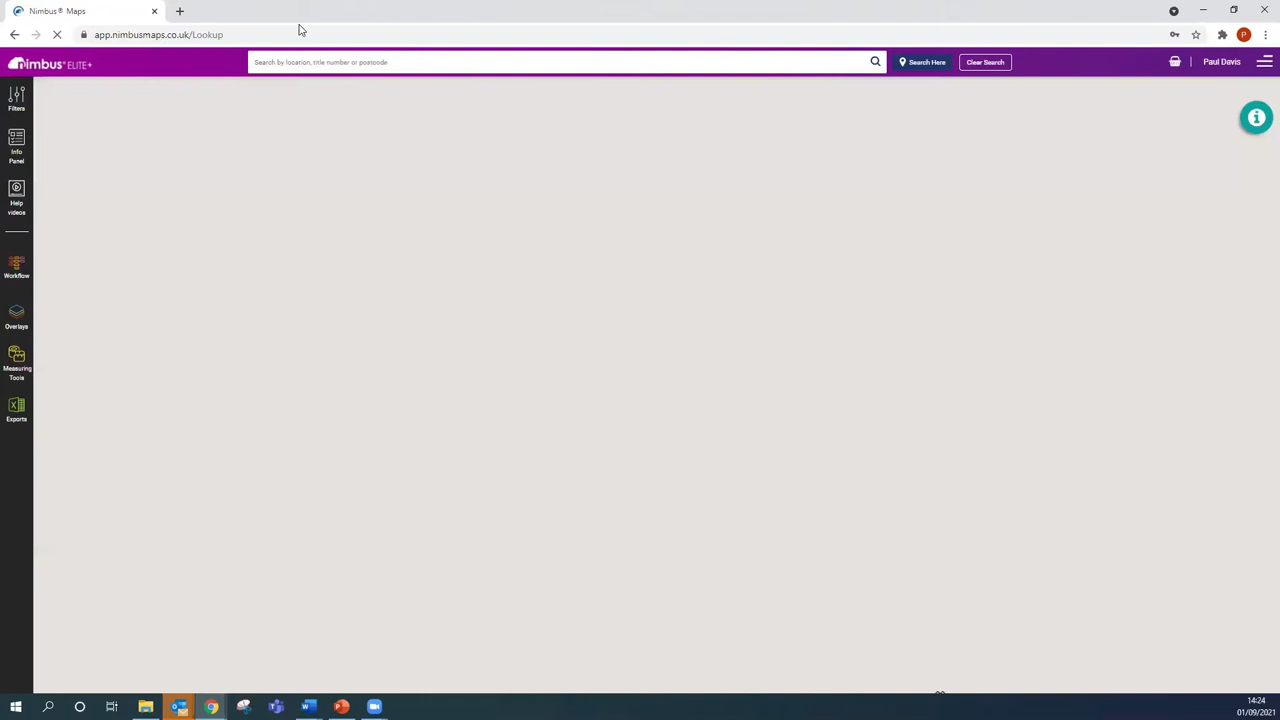 Nimbus® Maps
app.nimbusmaps.co.uk/Lookup
P
Nimbus® ELITE+
Search by location, title number or postcode
Search Here
Clear Search
Paul Davis
Filters
Info
Panel
Help
videos
Workflow
Overlays
Measuring
Tools
Exports
14:24
01/09/2021